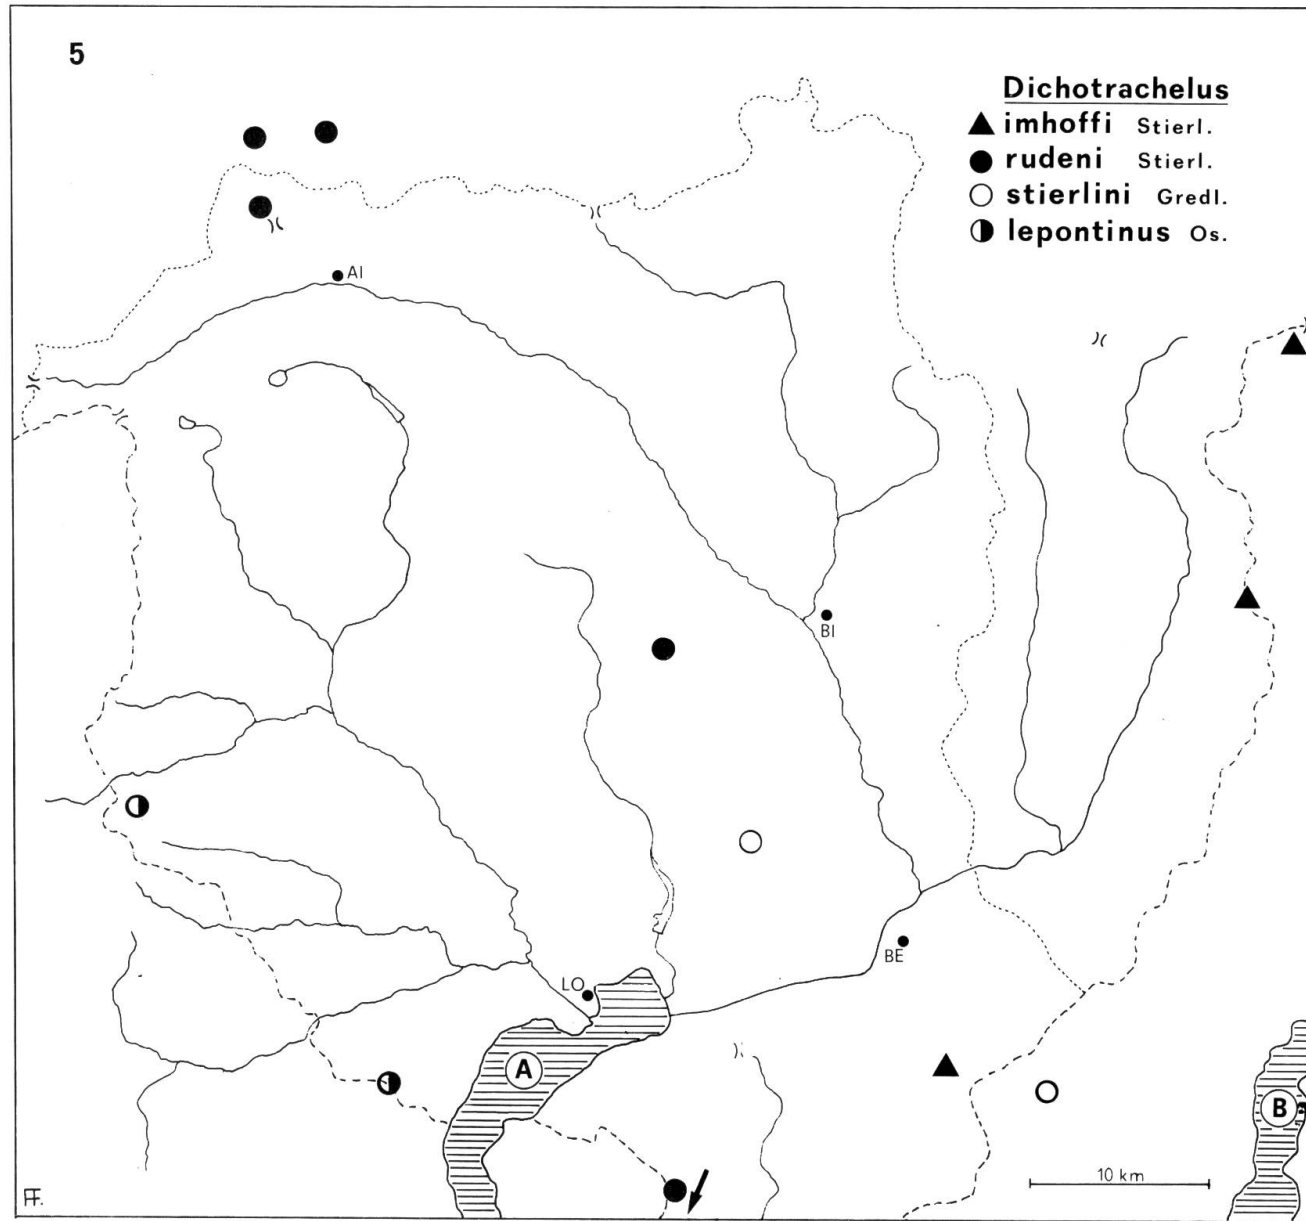 5
Dichotrachelus
imhoffi Stierl.
rudeni Stierl.
stierlini Gredl.
lepontinus Os.
AI
BI
BE
LO
A
B
10 km
FF.